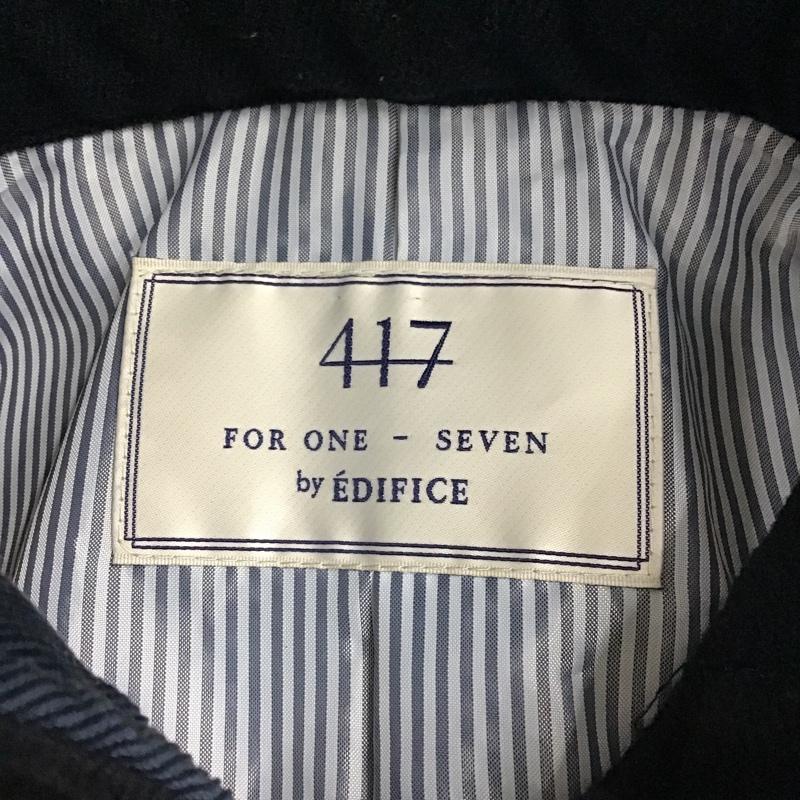 417
FOR ONE - SEVEN
by ÉDIFICE